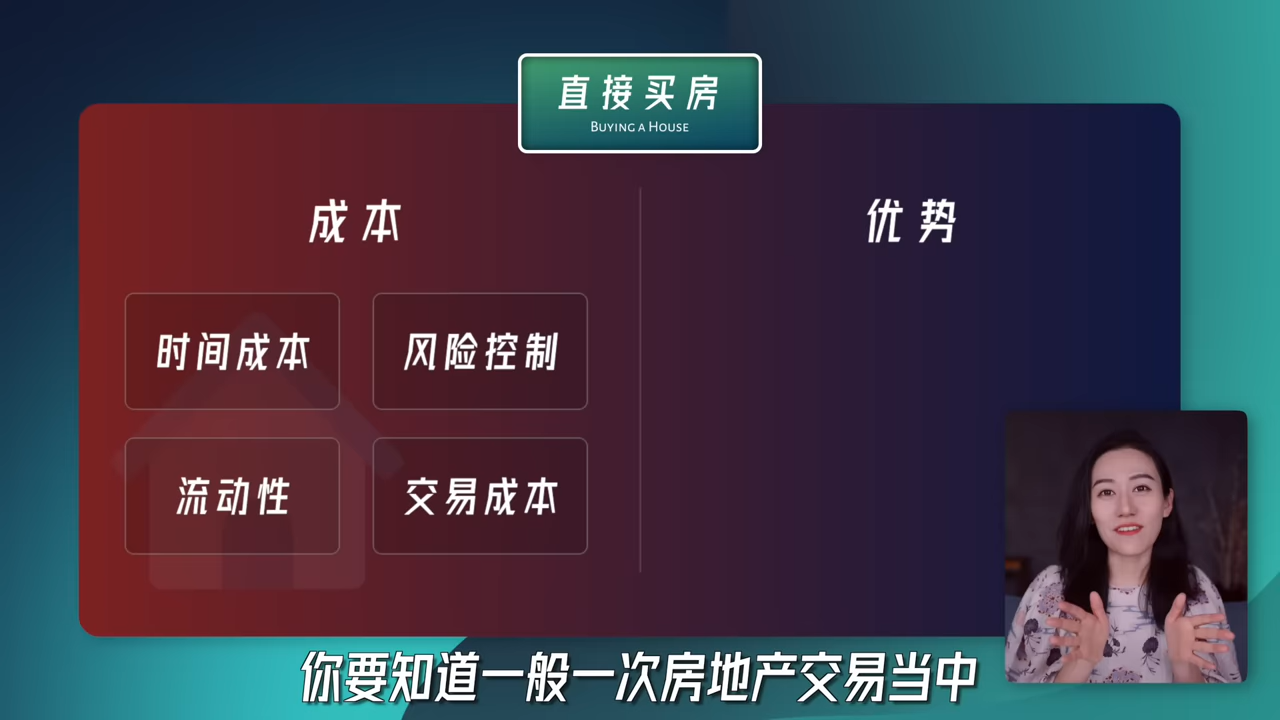 直接买房
Buying a House
成本
优势
时间成本
风险控制
流动性
交易成本
你要知道一般一次房地产交易当中